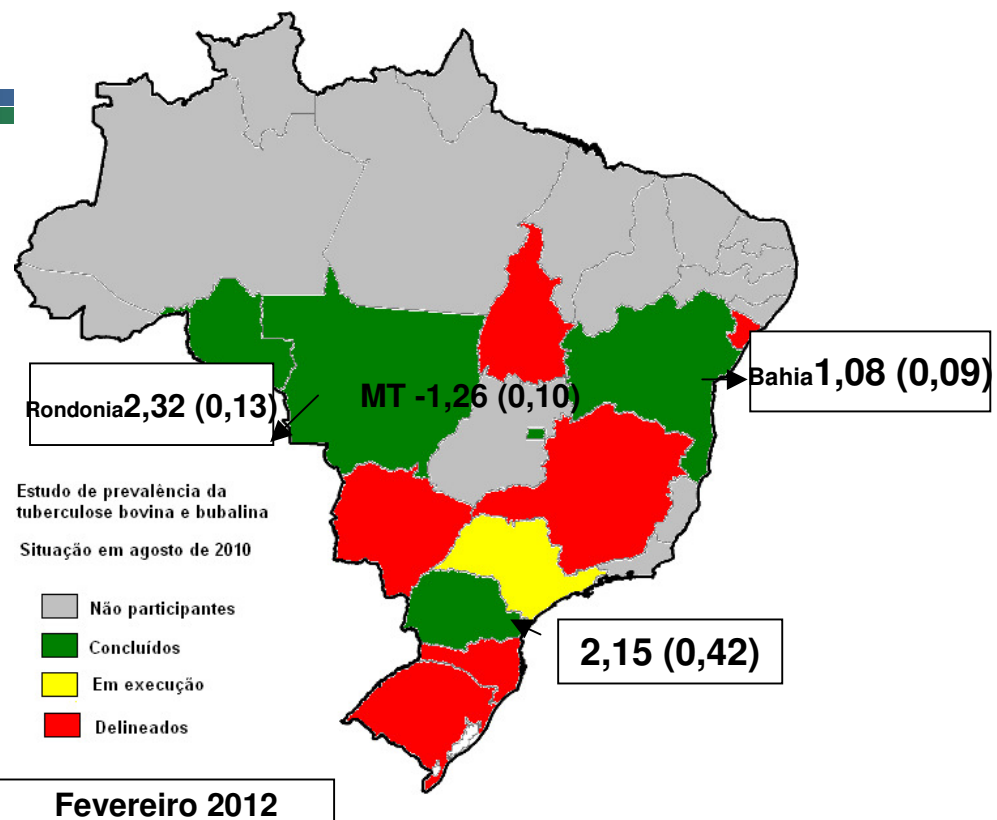 Bahia1,08 (0,09)
Rondonia2,32 (0,13)
MT -1,26 (0,10)
Estudo de prevalência da
tuberculose bovina e bubalina
Situação em agosto de 2010
Não participantes
Concluídos
Em execução
Delineados
2,15 (0,42)
Fevereiro 2012